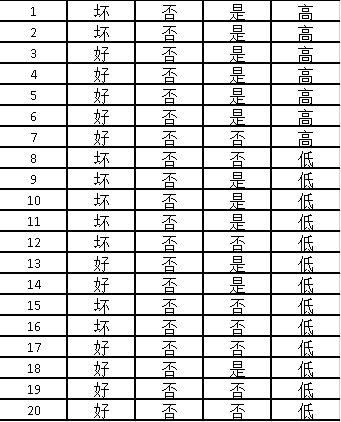 1 坏 否 是 高
2 坏 否 是 高
3 好 否 是 高
4 好 否 是 高
5 好 否 是 高
6 好 否 是 高
7 好 否 否 高
8 坏 否 否 低
9 坏 否 是 低
10 坏 否 是 低
11 坏 否 是 低
12 坏 否 否 低
13 好 否 是 低
14 好 否 是 低
15 坏 否 否 低
16 坏 否 否 低
17 好 否 否 低
18 好 否 是 低
19 好 否 否 低
20 好 否 否 低